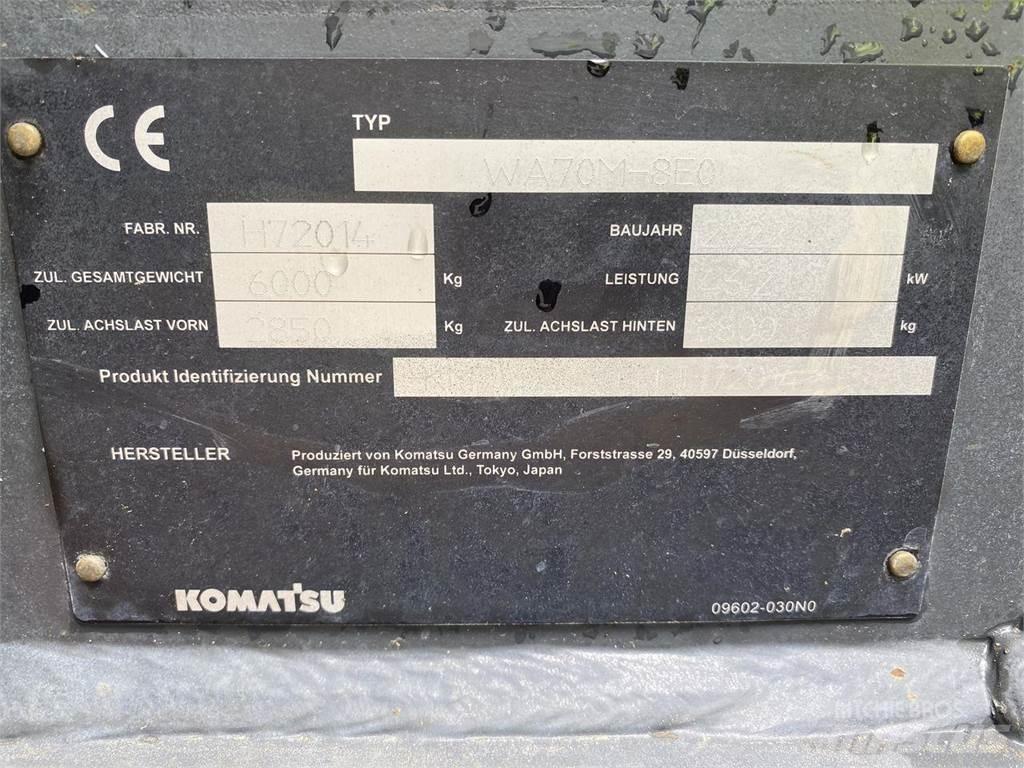 CE
TYP WA70M-8E0
FABR. NR. H72014 BAUJAHR
ZUL. GESAMTGEWICHT 6000 Kg LEISTUNG kW
ZUL. ACHSLAST VORN 2850 Kg ZUL. ACHSLAST HINTEN kg
Produkt Identifizierung Nummer
HERSTELLER Produziert von Komatsu Germany GmbH, Forststrasse 29, 40597 Düsseldorf,
Germany für Komatsu Ltd., Tokyo, Japan
KOMATSU
09602-030N0
RITCHIE BROS